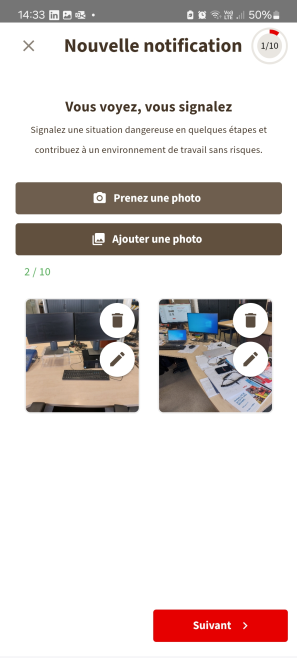 14:33
50%
Nouvelle notification
1/10
Vous voyez, vous signalez
Signalez une situation dangereuse en quelques étapes et
contribuez à un environnement de travail sans risques.
Prenez une photo
Ajouter une photo
2 / 10
Suivant